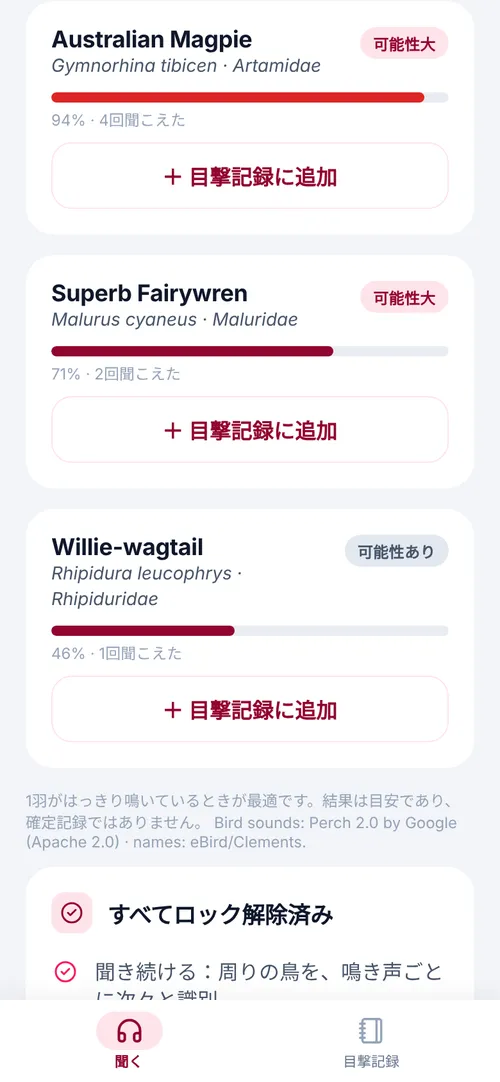 Australian Magpie
可能性大
Gymnorhina tibicen · Artamidae
94% · 4回聞こえた
＋ 目撃記録に追加
Superb Fairywren
可能性大
Malurus cyaneus · Maluridae
71% · 2回聞こえた
＋ 目撃記録に追加
Willie-wagtail
可能性あり
Rhipidura leucophrys ·
Rhipiduridae
46% · 1回聞こえた
＋ 目撃記録に追加
1羽がはっきり鳴いているときが最適です。結果は目安であり、
確定記録ではありません。 Bird sounds: Perch 2.0 by Google
(Apache 2.0) · names: eBird/Clements.
すべてロック解除済み
聞き続ける：周りの鳥を、鳴き声ごと
に次々と識別
聞く
目撃記録